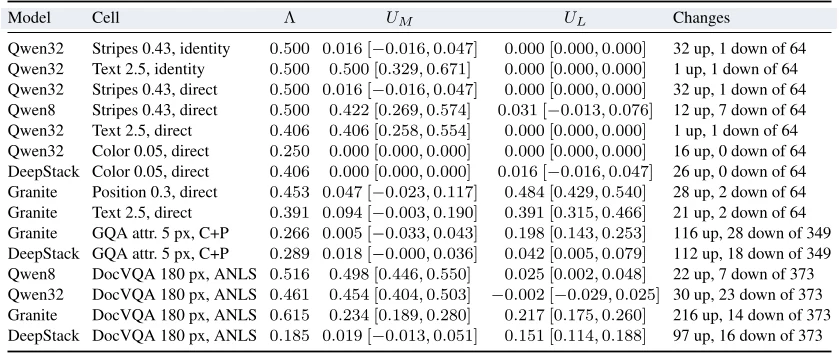 Model Cell Λ U_M U_L Changes
Qwen32 Stripes 0.43, identity 0.500 0.016 [−0.016, 0.047] 0.000 [0.000, 0.000] 32 up, 1 down of 64
Qwen32 Text 2.5, identity 0.500 0.500 [0.329, 0.671] 0.000 [0.000, 0.000] 1 up, 1 down of 64
Qwen32 Stripes 0.43, direct 0.500 0.016 [−0.016, 0.047] 0.000 [0.000, 0.000] 32 up, 1 down of 64
Qwen8 Stripes 0.43, direct 0.500 0.422 [0.269, 0.574] 0.031 [−0.013, 0.076] 12 up, 7 down of 64
Qwen32 Text 2.5, direct 0.406 0.406 [0.258, 0.554] 0.000 [0.000, 0.000] 1 up, 1 down of 64
Qwen32 Color 0.05, direct 0.250 0.000 [0.000, 0.000] 0.000 [0.000, 0.000] 16 up, 0 down of 64
DeepStack Color 0.05, direct 0.406 0.000 [0.000, 0.000] 0.016 [−0.016, 0.047] 26 up, 0 down of 64
Granite Position 0.3, direct 0.453 0.047 [−0.023, 0.117] 0.484 [0.429, 0.540] 28 up, 2 down of 64
Granite Text 2.5, direct 0.391 0.094 [−0.003, 0.190] 0.391 [0.315, 0.466] 21 up, 2 down of 64
Granite GQA attr. 5 px, C+P 0.266 0.005 [−0.033, 0.043] 0.198 [0.143, 0.253] 116 up, 28 down of 349
DeepStack GQA attr. 5 px, C+P 0.289 0.018 [−0.000, 0.036] 0.042 [0.005, 0.079] 112 up, 18 down of 349
Qwen8 DocVQA 180 px, ANLS 0.516 0.498 [0.446, 0.550] 0.025 [0.002, 0.048] 22 up, 7 down of 373
Qwen32 DocVQA 180 px, ANLS 0.461 0.454 [0.404, 0.503] −0.002 [−0.029, 0.025] 30 up, 23 down of 373
Granite DocVQA 180 px, ANLS 0.615 0.234 [0.189, 0.280] 0.217 [0.175, 0.260] 216 up, 14 down of 373
DeepStack DocVQA 180 px, ANLS 0.185 0.019 [−0.013, 0.051] 0.151 [0.114, 0.188] 97 up, 16 down of 373